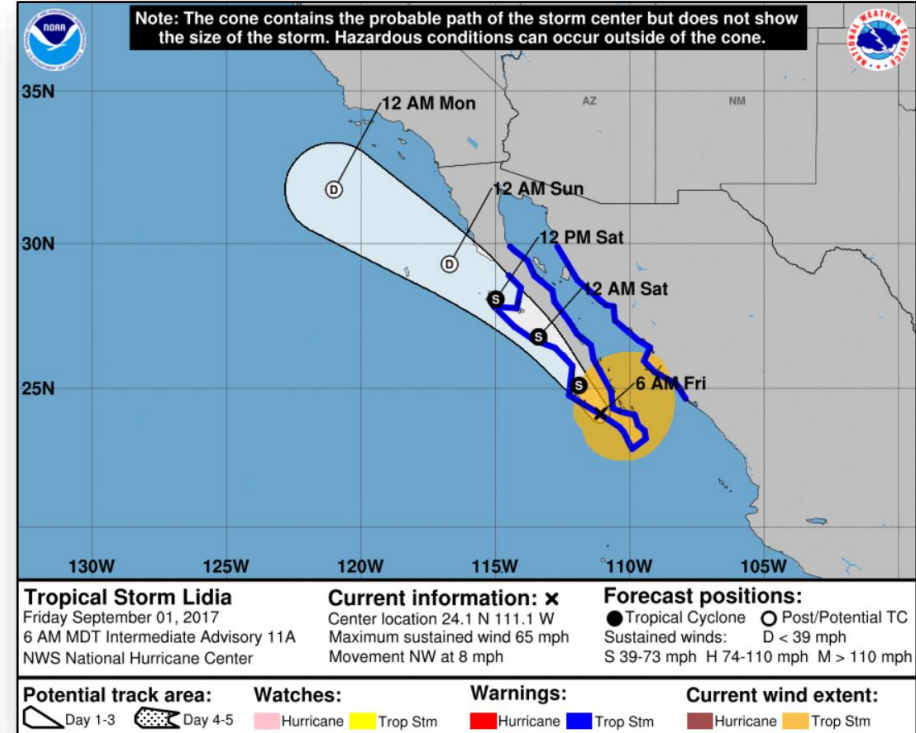 Note: The cone contains the probable path of the storm center but does not show
the size of the storm. Hazardous conditions can occur outside of the cone.
NOAA
NATIONAL WEATHER SERVICE
35N
30N
25N
AZ
NM
12 AM Mon
D
12 AM Sun
D
12 PM Sat
S
12 AM Sat
S
S
6 AM Fri
130W 125W 120W 115W 110W 105W
Tropical Storm Lidia
Friday September 01, 2017
6 AM MDT Intermediate Advisory 11A
NWS National Hurricane Center
Current information: ×
Center location 24.1 N 111.1 W
Maximum sustained wind 65 mph
Movement NW at 8 mph
Forecast positions:
Tropical Cyclone Post/Potential TC
Sustained winds: D < 39 mph
S 39-73 mph H 74-110 mph M > 110 mph
Potential track area:
Day 1-3 Day 4-5
Watches:
Hurricane Trop Stm
Warnings:
Hurricane Trop Stm
Current wind extent:
Hurricane Trop Stm